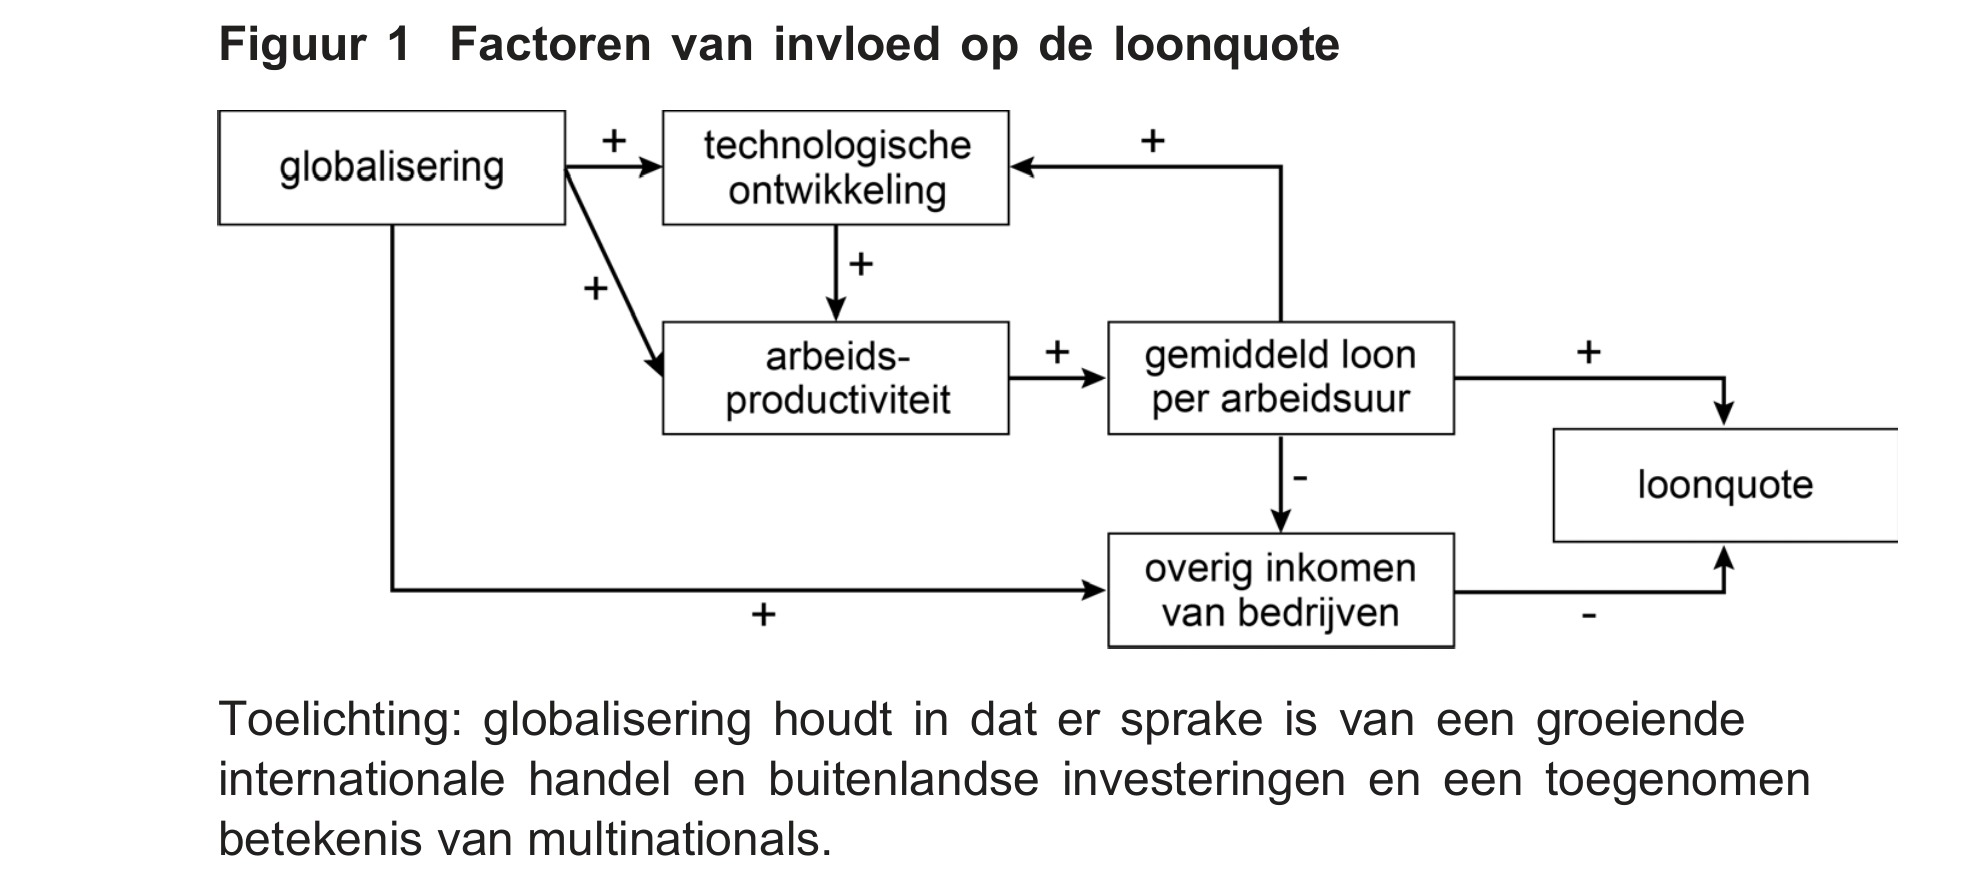 Figuur 1 Factoren van invloed op de loonquote
globalisering
+
technologische
ontwikkeling
+
+
+
arbeids-
productiviteit
+
gemiddeld loon
per arbeidsuur
+
-
loonquote
overig inkomen
van bedrijven
+
-
Toelichting: globalisering houdt in dat er sprake is van een groeiende
internationale handel en buitenlandse investeringen en een toegenomen
betekenis van multinationals.